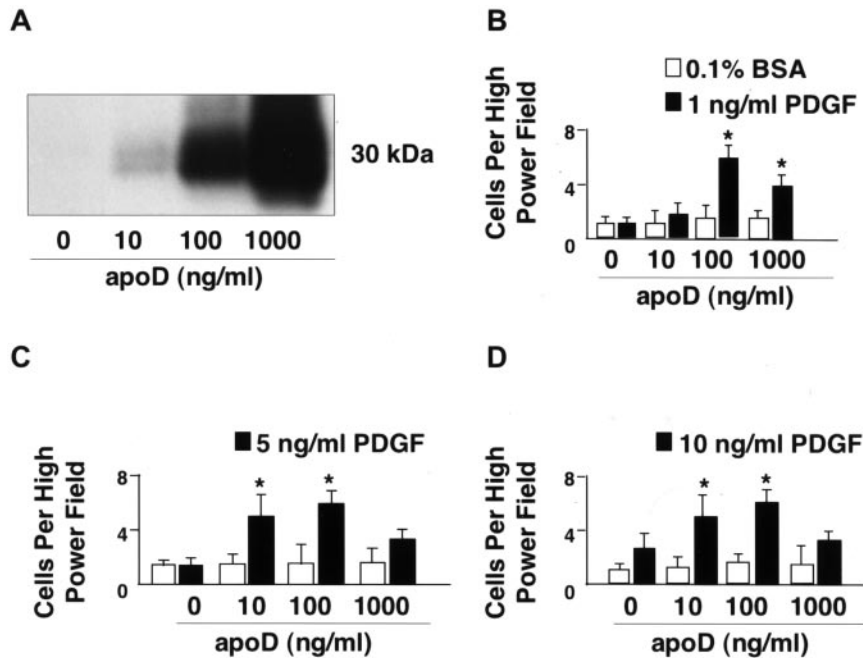 A
30 kDa
0 10 100 1000
apoD (ng/ml)
B
0.1% BSA
1 ng/ml PDGF
Cells Per High
Power Field
8
4
0
* *
0 10 100 1000
apoD (ng/ml)
C
5 ng/ml PDGF
Cells Per High
Power Field
8
4
0
* *
0 10 100 1000
apoD (ng/ml)
D
10 ng/ml PDGF
Cells Per High
Power Field
8
4
0
* *
0 10 100 1000
apoD (ng/ml)